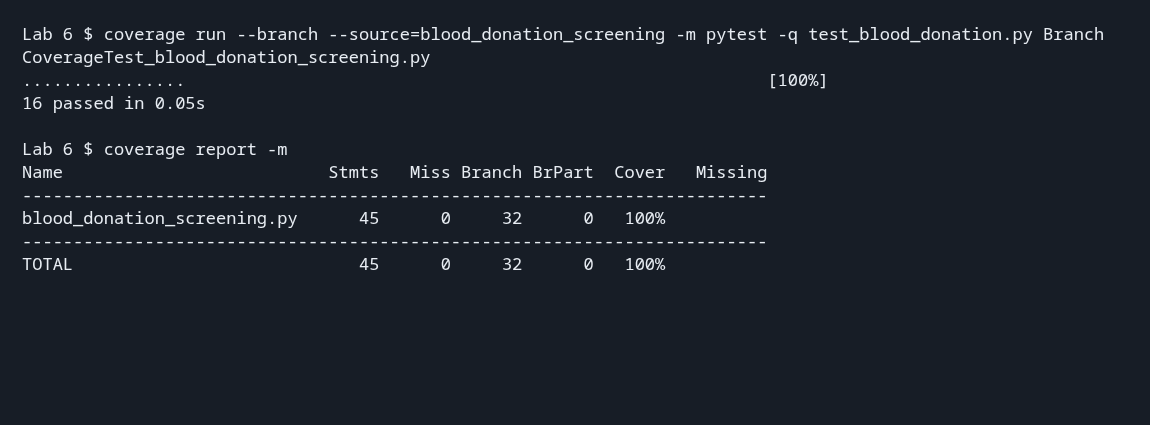 Lab 6 $ coverage run --branch --source=blood_donation_screening -m pytest -q test_blood_donation.py Branch
CoverageTest_blood_donation_screening.py
................ [100%]
16 passed in 0.05s
Lab 6 $ coverage report -m
Name Stmts Miss Branch BrPart Cover Missing
-------------------------------------------------------------------------
blood_donation_screening.py 45 0 32 0 100%
-------------------------------------------------------------------------
TOTAL 45 0 32 0 100%